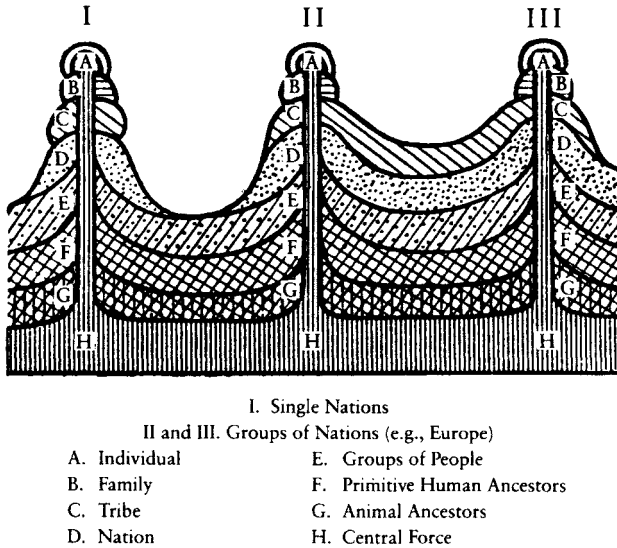 I II III
A A A
B B B
C C C
D D D
E E E
F F F
G G G
H H H
I. Single Nations
II and III. Groups of Nations (e.g., Europe)
A. Individual E. Groups of People
B. Family F. Primitive Human Ancestors
C. Tribe G. Animal Ancestors
D. Nation H. Central Force